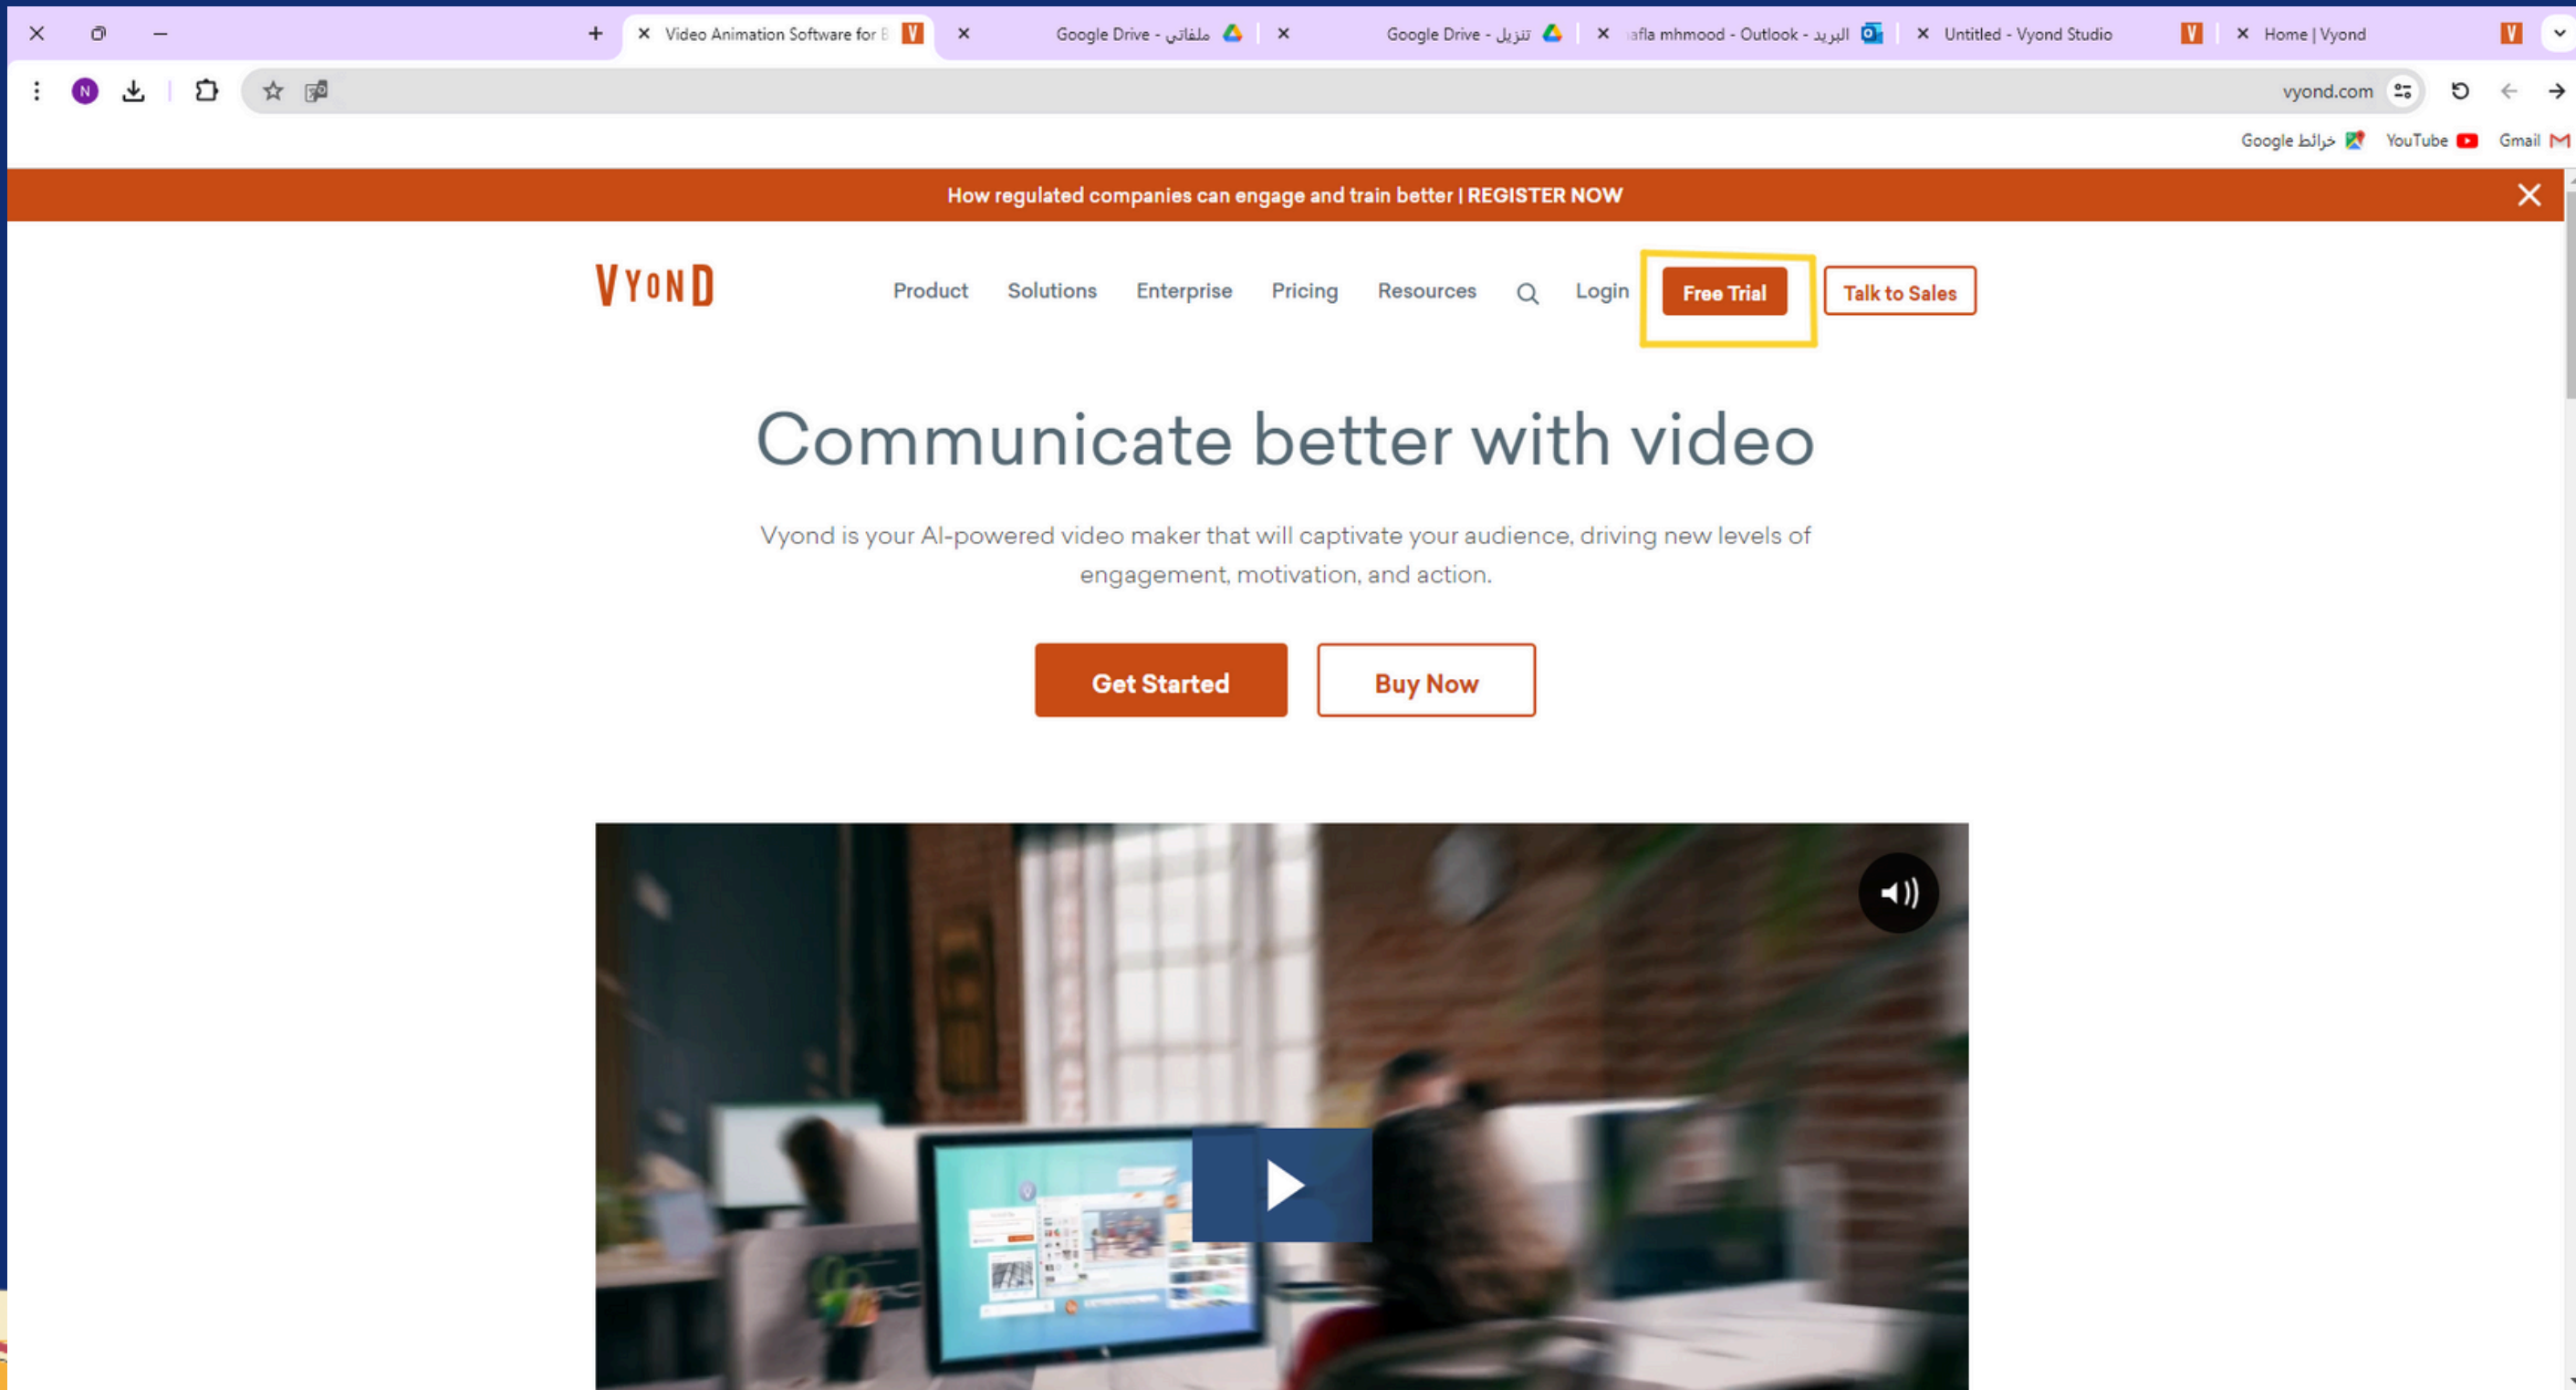 Video Animation Software for B
Google Drive - ملفاتي
Google Drive - تنزيل
afla mhmood - Outlook - البريد
Untitled - Vyond Studio
Home | Vyond
N
vyond.com
خرائط Google
YouTube
Gmail
How regulated companies can engage and train better | REGISTER NOW
VYOND
Product
Solutions
Enterprise
Pricing
Resources
Login
Free Trial
Talk to Sales
Communicate better with video
Vyond is your AI-powered video maker that will captivate your audience, driving new levels of
engagement, motivation, and action.
Get Started
Buy Now